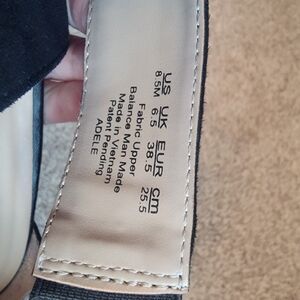 US UK EUR cm
8.5M 6.5 38.5 25.5
Fabric Upper
Balance Man Made
Made in Vietnam
Patent Pending
ADELE